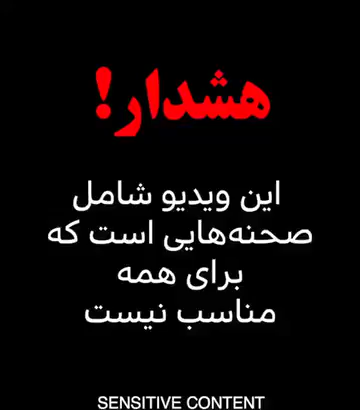 هشدار!
این ویدیو شامل
صحنه‌هایی است که
برای همه
مناسب نیست
SENSITIVE CONTENT